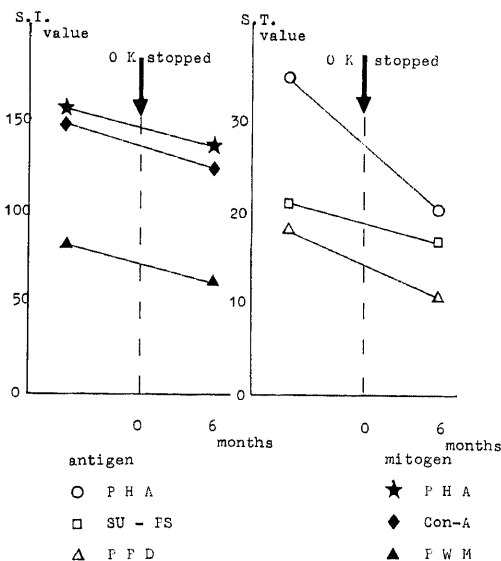 S.I. value
O K stopped
150
100
50
0
0 6
months
S.T. value
O K stopped
30
20
10
0
0 6
months
antigen
P H A
SU - PS
P P D
mitogen
P H A
Con-A
P W M